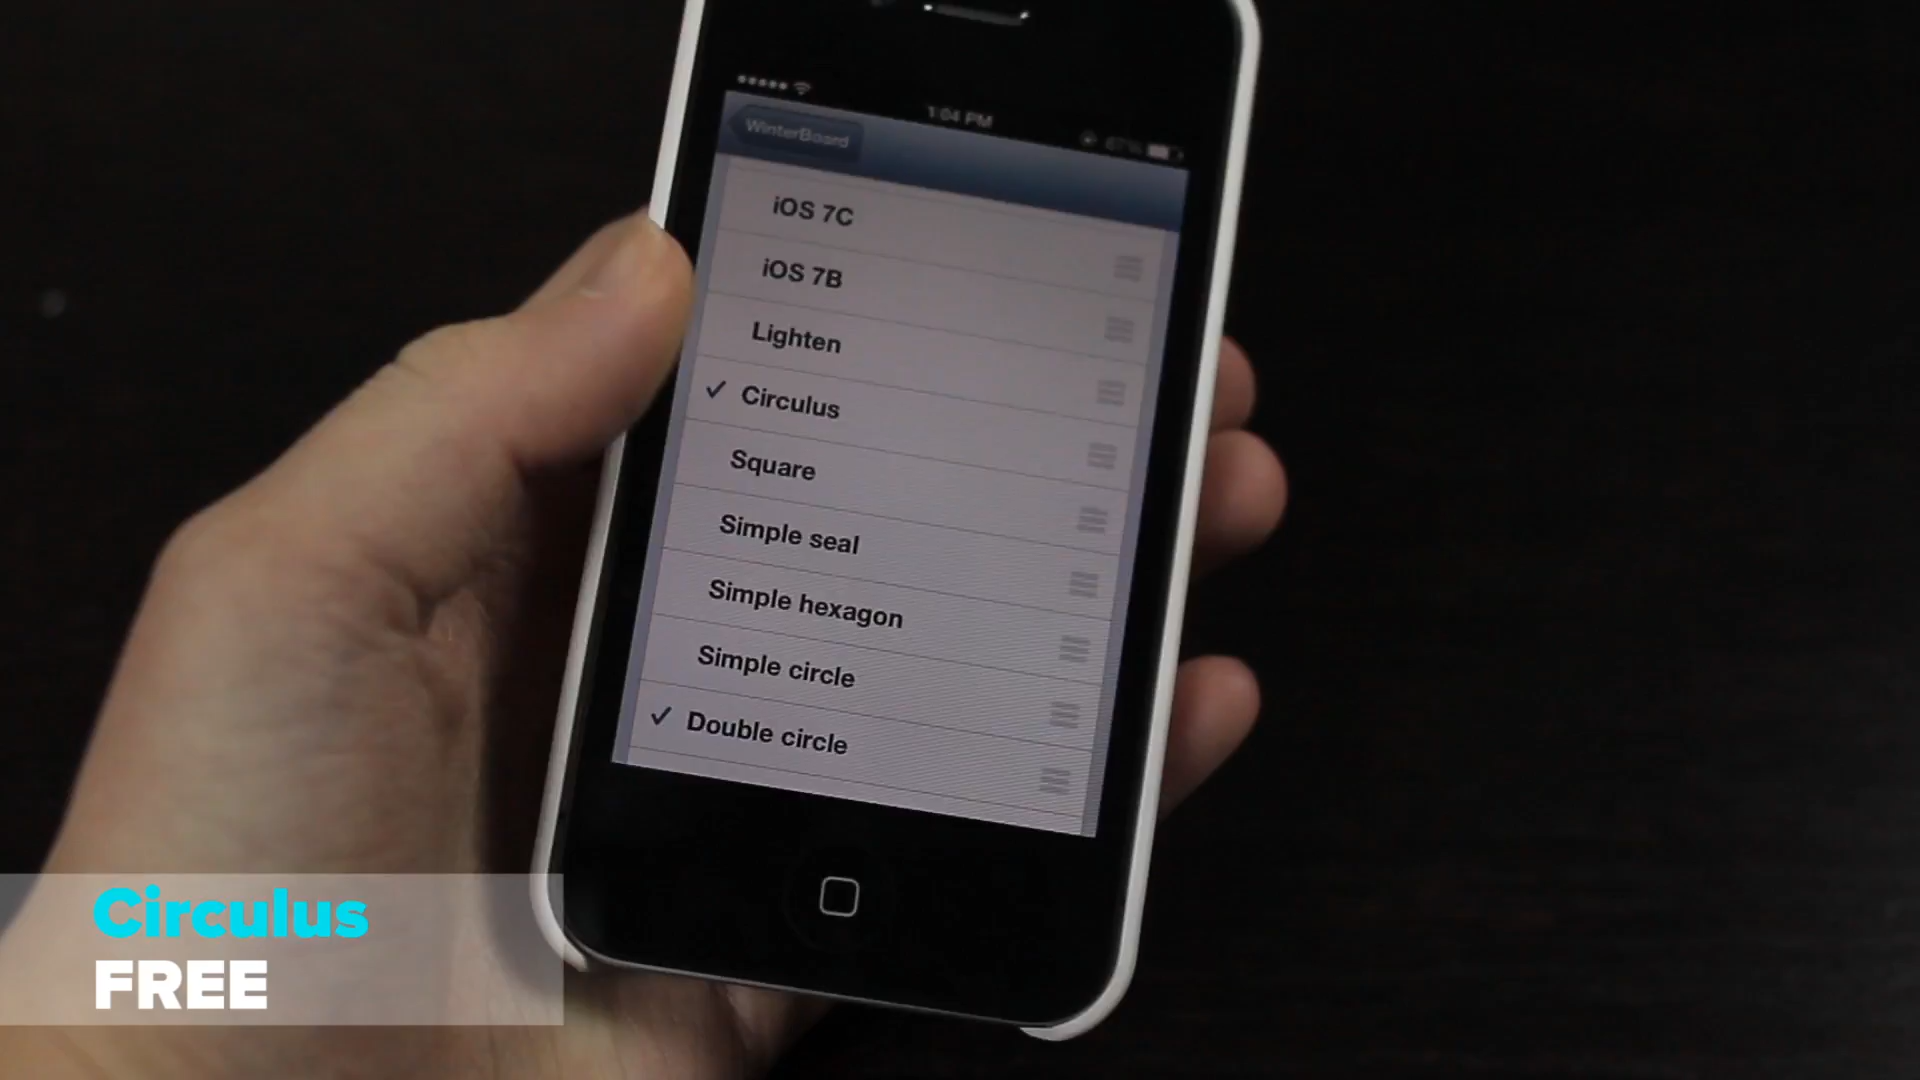 1:04 PM
WinterBoard
iOS 7C
iOS 7B
Lighten
✓ Circulus
Square
Simple seal
Simple hexagon
Simple circle
✓ Double circle
Circulus
FREE